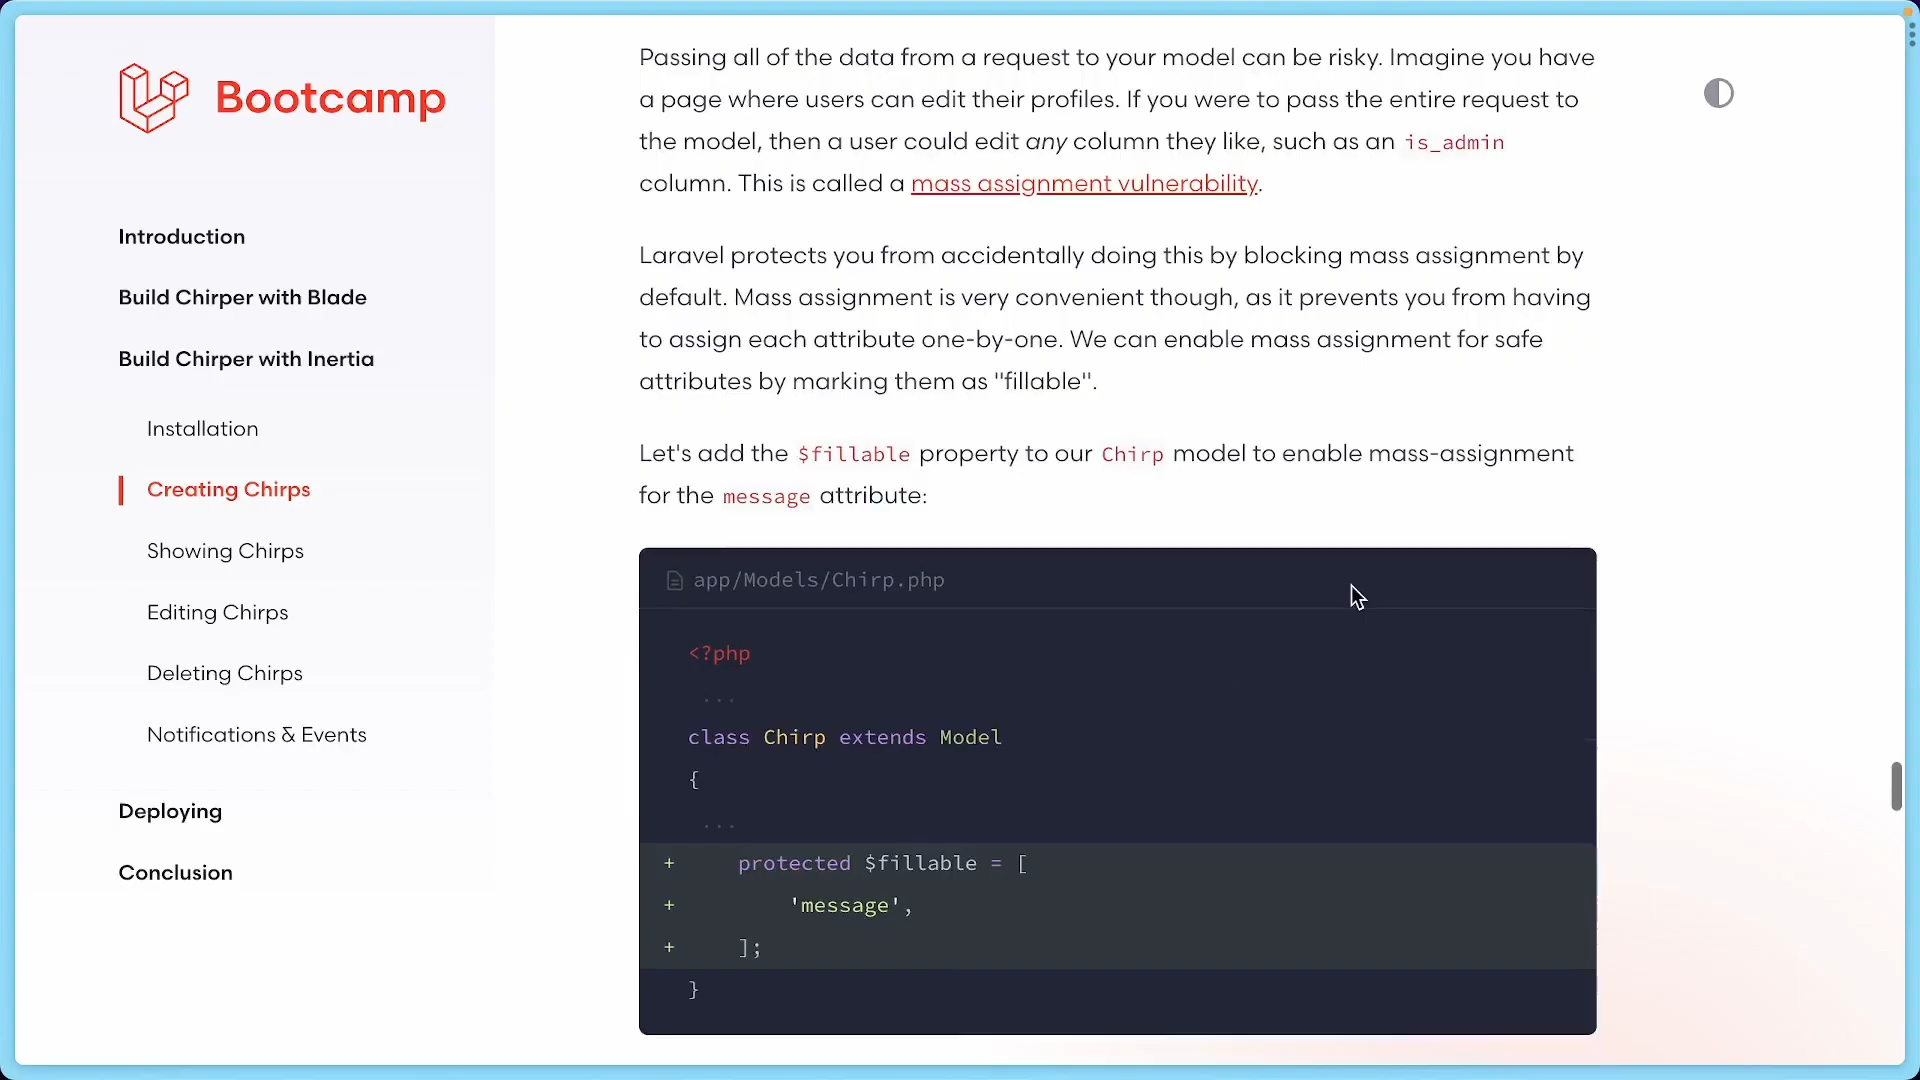 Bootcamp
Introduction
Build Chirper with Blade
Build Chirper with Inertia
Installation
Creating Chirps
Showing Chirps
Editing Chirps
Deleting Chirps
Notifications & Events
Deploying
Conclusion
Passing all of the data from a request to your model can be risky. Imagine you have
a page where users can edit their profiles. If you were to pass the entire request to
the model, then a user could edit any column they like, such as an is_admin
column. This is called a mass assignment vulnerability.
Laravel protects you from accidentally doing this by blocking mass assignment by
default. Mass assignment is very convenient though, as it prevents you from having
to assign each attribute one-by-one. We can enable mass assignment for safe
attributes by marking them as "fillable".
Let's add the $fillable property to our Chirp model to enable mass-assignment
for the message attribute:
app/Models/Chirp.php
<?php
...
class Chirp extends Model
{
...
+ protected $fillable = [
+ 'message',
+ ];
}